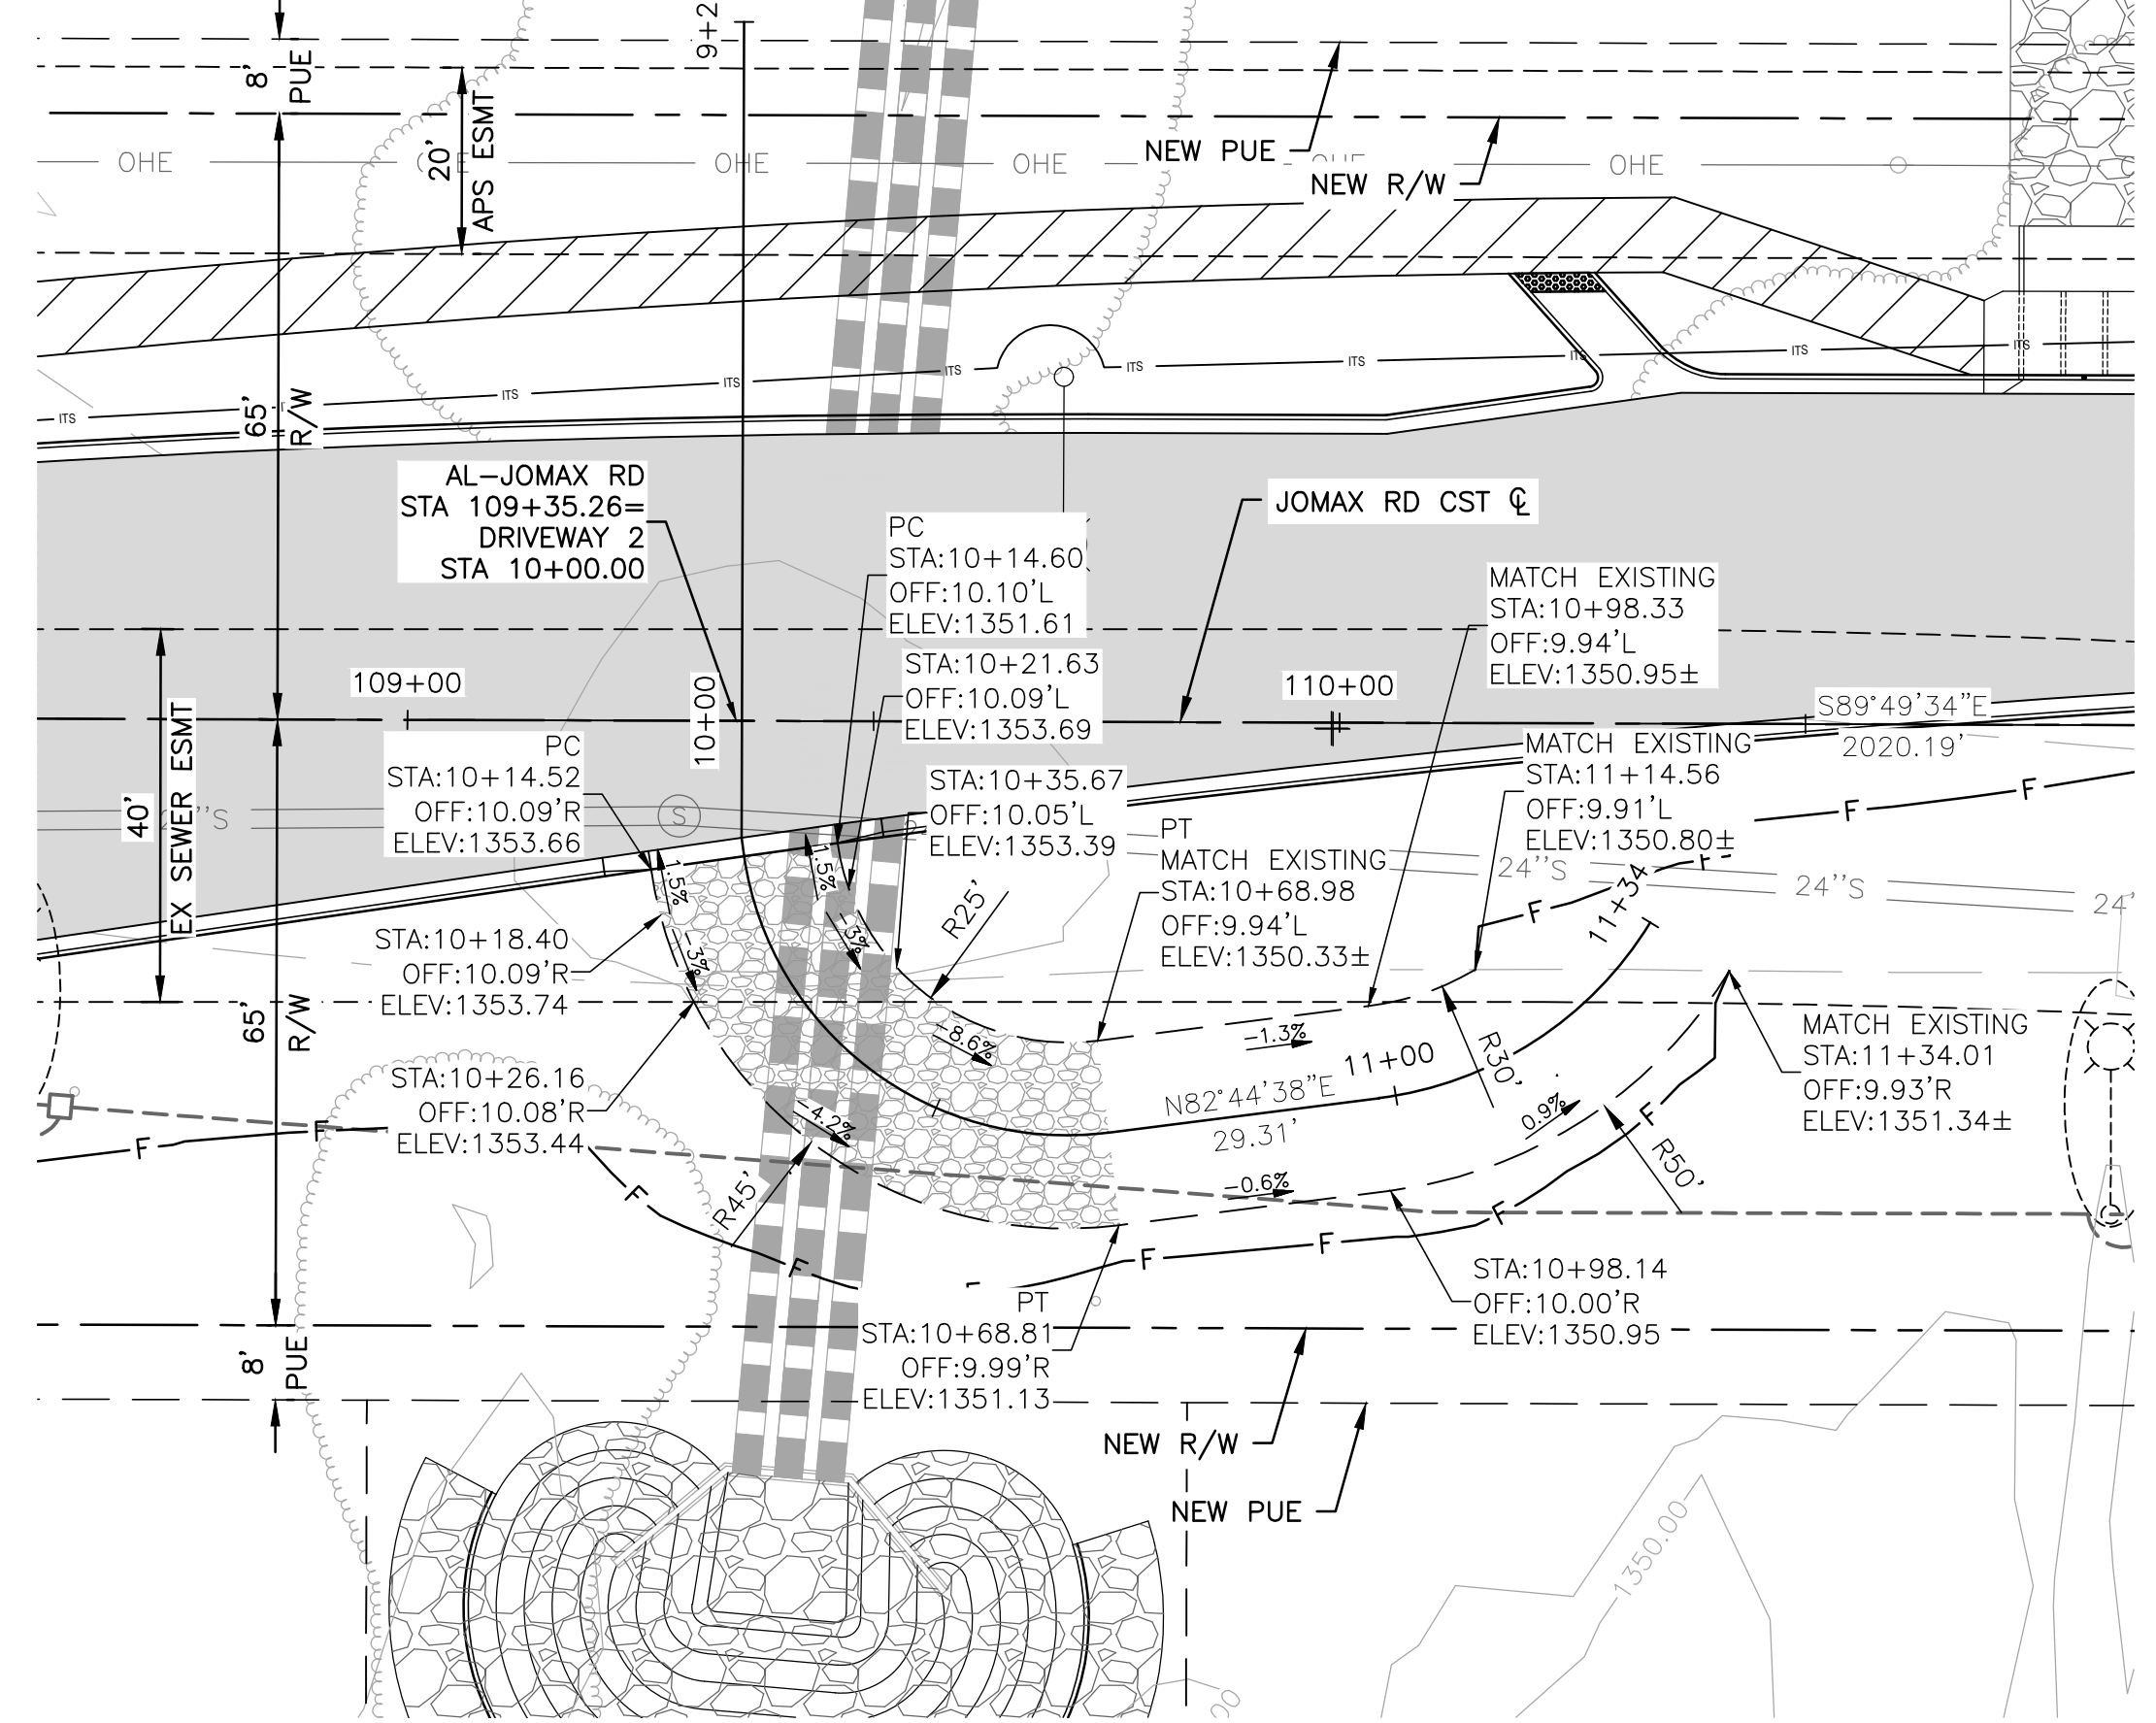 9+2
8'
PUE
20'
APS ESMT
NEW PUE
NEW R/W
OHE
OHE
OHE
OHE
ITS
ITS
ITS
ITS
ITS
ITS
ITS
ITS
ITS
65'
R/W
AL-JOMAX RD
STA 109+35.26=
DRIVEWAY 2
STA 10+00.00
JOMAX RD CST ℄
PC
STA:10+14.60
OFF:10.10'L
ELEV:1351.61
MATCH EXISTING
STA:10+98.33
OFF:9.94'L
ELEV:1350.95±
STA:10+21.63
OFF:10.09'L
ELEV:1353.69
109+00
10+00
110+00
S89°49'34"E
2020.19'
40'
EX SEWER ESMT
PC
STA:10+14.52
OFF:10.09'R
ELEV:1353.66
S
STA:10+35.67
OFF:10.05'L
ELEV:1353.39
MATCH EXISTING
STA:11+14.56
OFF:9.91'L
ELEV:1350.80±
PT
MATCH EXISTING
STA:10+68.98
OFF:9.94'L
ELEV:1350.33±
"S
24''S
24''S
24'
F
F
F
F
1.5%
1.5%
-3%
-3%
R25'
11+34
STA:10+18.40
OFF:10.09'R
ELEV:1353.74
65'
R/W
-8.6%
-1.3%
11+00
R30'
MATCH EXISTING
STA:11+34.01
OFF:9.93'R
ELEV:1351.34±
STA:10+26.16
OFF:10.08'R
ELEV:1353.44
-4.2%
N82°44'38"E
29.31'
0.9%
R50'
-0.6%
R45'
F
F
F
F
F
F
F
F
STA:10+98.14
OFF:10.00'R
ELEV:1350.95
PT
STA:10+68.81
OFF:9.99'R
ELEV:1351.13
8'
PUE
NEW R/W
NEW PUE
1350.00